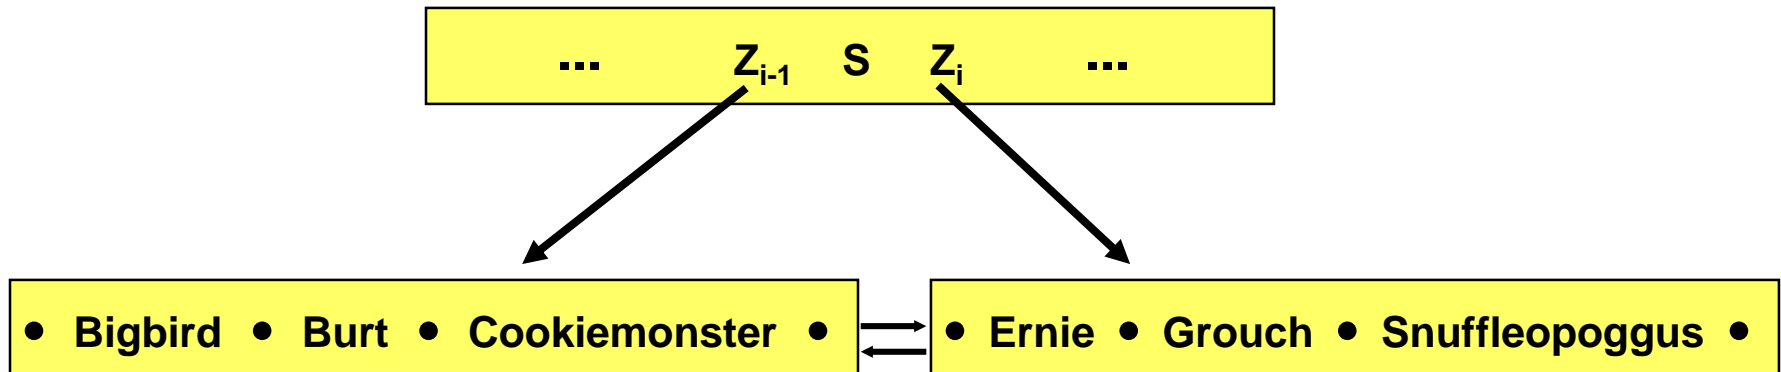 ... Z_{i-1} S Z_i ...
• Bigbird • Burt • Cookiemonster • • Ernie • Grouch • Snuffleopoggus •